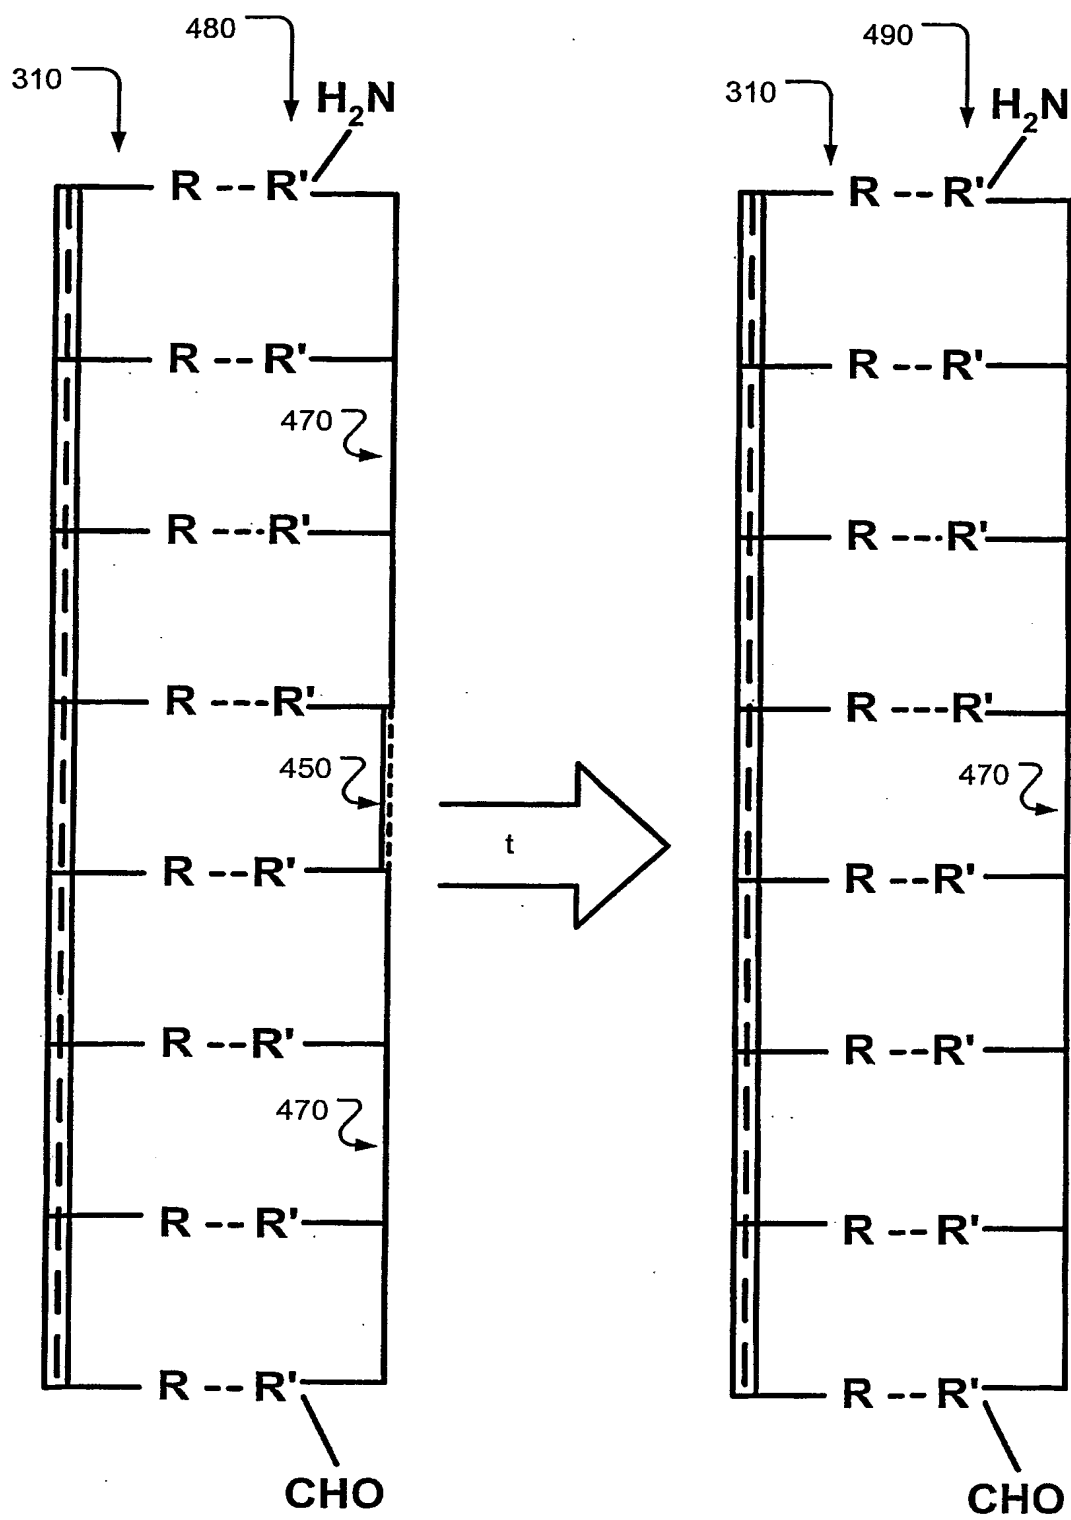 480
490
310
H₂N
310
H₂N
R -- R'
R -- R'
R -- R'
R -- R'
470
R ---R'
R ---R'
R ---R'
R ---R'
450
470
t
R --R'
R --R'
R --R'
R --R'
470
R --R'
R --R'
R --R'
R --R'
CHO
CHO